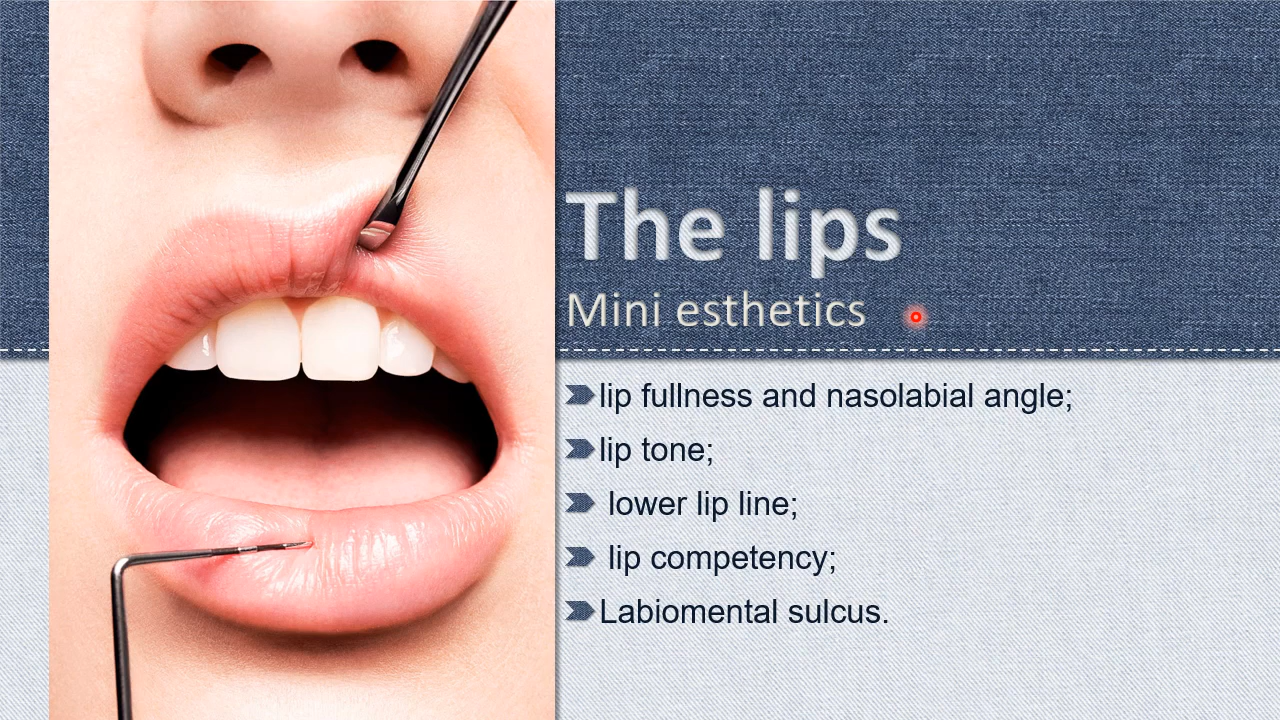 The lips
Mini esthetics
lip fullness and nasolabial angle;
lip tone;
lower lip line;
lip competency;
Labiomental sulcus.